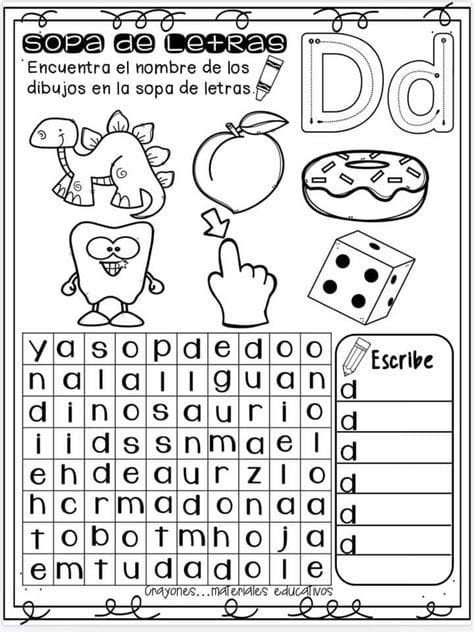 Sopa de Letras
Dd
Encuentra el nombre de los
dibujos en la sopa de letras.
y a s o p d e d o o
n a l a l l g u a n
d i n o s a u r i o
i i d s s n m a e l
e h d e a u r z l o
h c r m a d o n a a
t o b o t m h o j a
e m t u d a d o l e
Escribe
d
d
d
d
d
d
Crayones...materiales educativos